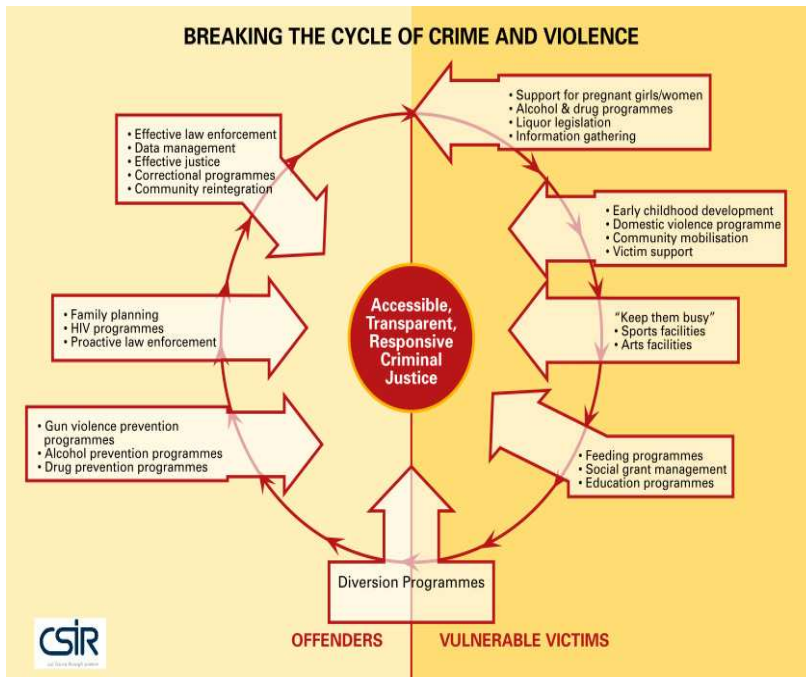 BREAKING THE CYCLE OF CRIME AND VIOLENCE
• Support for pregnant girls/women
• Alcohol & drug programmes
• Liquor legislation
• Information gathering
• Effective law enforcement
• Data management
• Effective justice
• Correctional programmes
• Community reintegration
• Early childhood development
• Domestic violence programme
• Community mobilisation
• Victim support
Accessible,
Transparent,
Responsive
Criminal
Justice
• Family planning
• HIV programmes
• Proactive law enforcement
“Keep them busy”
• Sports facilities
• Arts facilities
• Gun violence prevention
programmes
• Alcohol prevention programmes
• Drug prevention programmes
• Feeding programmes
• Social grant management
• Education programmes
Diversion Programmes
OFFENDERS
VULNERABLE VICTIMS
CSIR